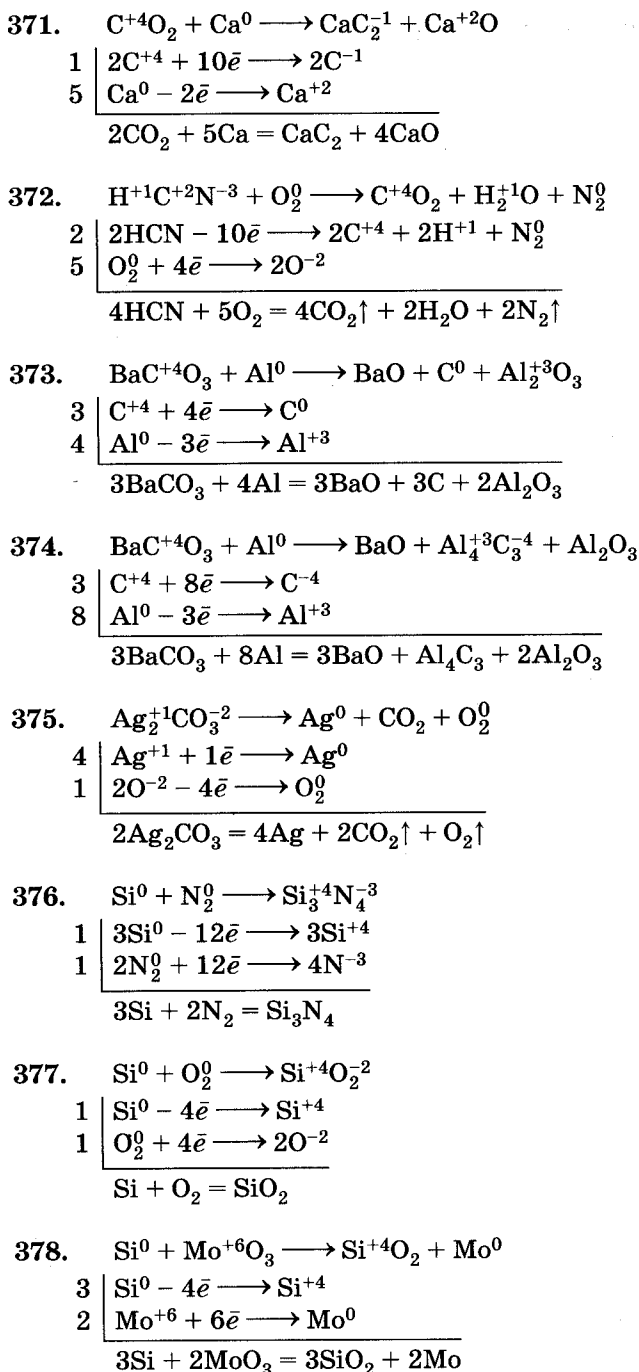 371. C⁺⁴O₂ + Ca⁰ ⟶ CaC₂⁻¹ + Ca⁺²O
1 | 2C⁺⁴ + 10ē ⟶ 2C⁻¹
5 | Ca⁰ – 2ē ⟶ Ca⁺²
2CO₂ + 5Ca = CaC₂ + 4CaO
372. H⁺¹C⁺²N⁻³ + O₂⁰ ⟶ C⁺⁴O₂ + H₂⁺¹O + N₂⁰
2 | 2HCN – 10ē ⟶ 2C⁺⁴ + 2H⁺¹ + N₂⁰
5 | O₂⁰ + 4ē ⟶ 2O⁻²
4HCN + 5O₂ = 4CO₂↑ + 2H₂O + 2N₂↑
373. BaC⁺⁴O₃ + Al⁰ ⟶ BaO + C⁰ + Al₂⁺³O₃
3 | C⁺⁴ + 4ē ⟶ C⁰
4 | Al⁰ – 3ē ⟶ Al⁺³
3BaCO₃ + 4Al = 3BaO + 3C + 2Al₂O₃
374. BaC⁺⁴O₃ + Al⁰ ⟶ BaO + Al₄⁺³C₃⁻⁴ + Al₂O₃
3 | C⁺⁴ + 8ē ⟶ C⁻⁴
8 | Al⁰ – 3ē ⟶ Al⁺³
3BaCO₃ + 8Al = 3BaO + Al₄C₃ + 2Al₂O₃
375. Ag₂⁺¹CO₃⁻² ⟶ Ag⁰ + CO₂ + O₂⁰
4 | Ag⁺¹ + 1ē ⟶ Ag⁰
1 | 2O⁻² – 4ē ⟶ O₂⁰
2Ag₂CO₃ = 4Ag + 2CO₂↑ + O₂↑
376. Si⁰ + N₂⁰ ⟶ Si₃⁺⁴N₄⁻³
1 | 3Si⁰ – 12ē ⟶ 3Si⁺⁴
1 | 2N₂⁰ + 12ē ⟶ 4N⁻³
3Si + 2N₂ = Si₃N₄
377. Si⁰ + O₂⁰ ⟶ Si⁺⁴O₂⁻²
1 | Si⁰ – 4ē ⟶ Si⁺⁴
1 | O₂⁰ + 4ē ⟶ 2O⁻²
Si + O₂ = SiO₂
378. Si⁰ + Mo⁺⁶O₃ ⟶ Si⁺⁴O₂ + Mo⁰
3 | Si⁰ – 4ē ⟶ Si⁺⁴
2 | Mo⁺⁶ + 6ē ⟶ Mo⁰
3Si + 2MoO₃ = 3SiO₂ + 2Mo